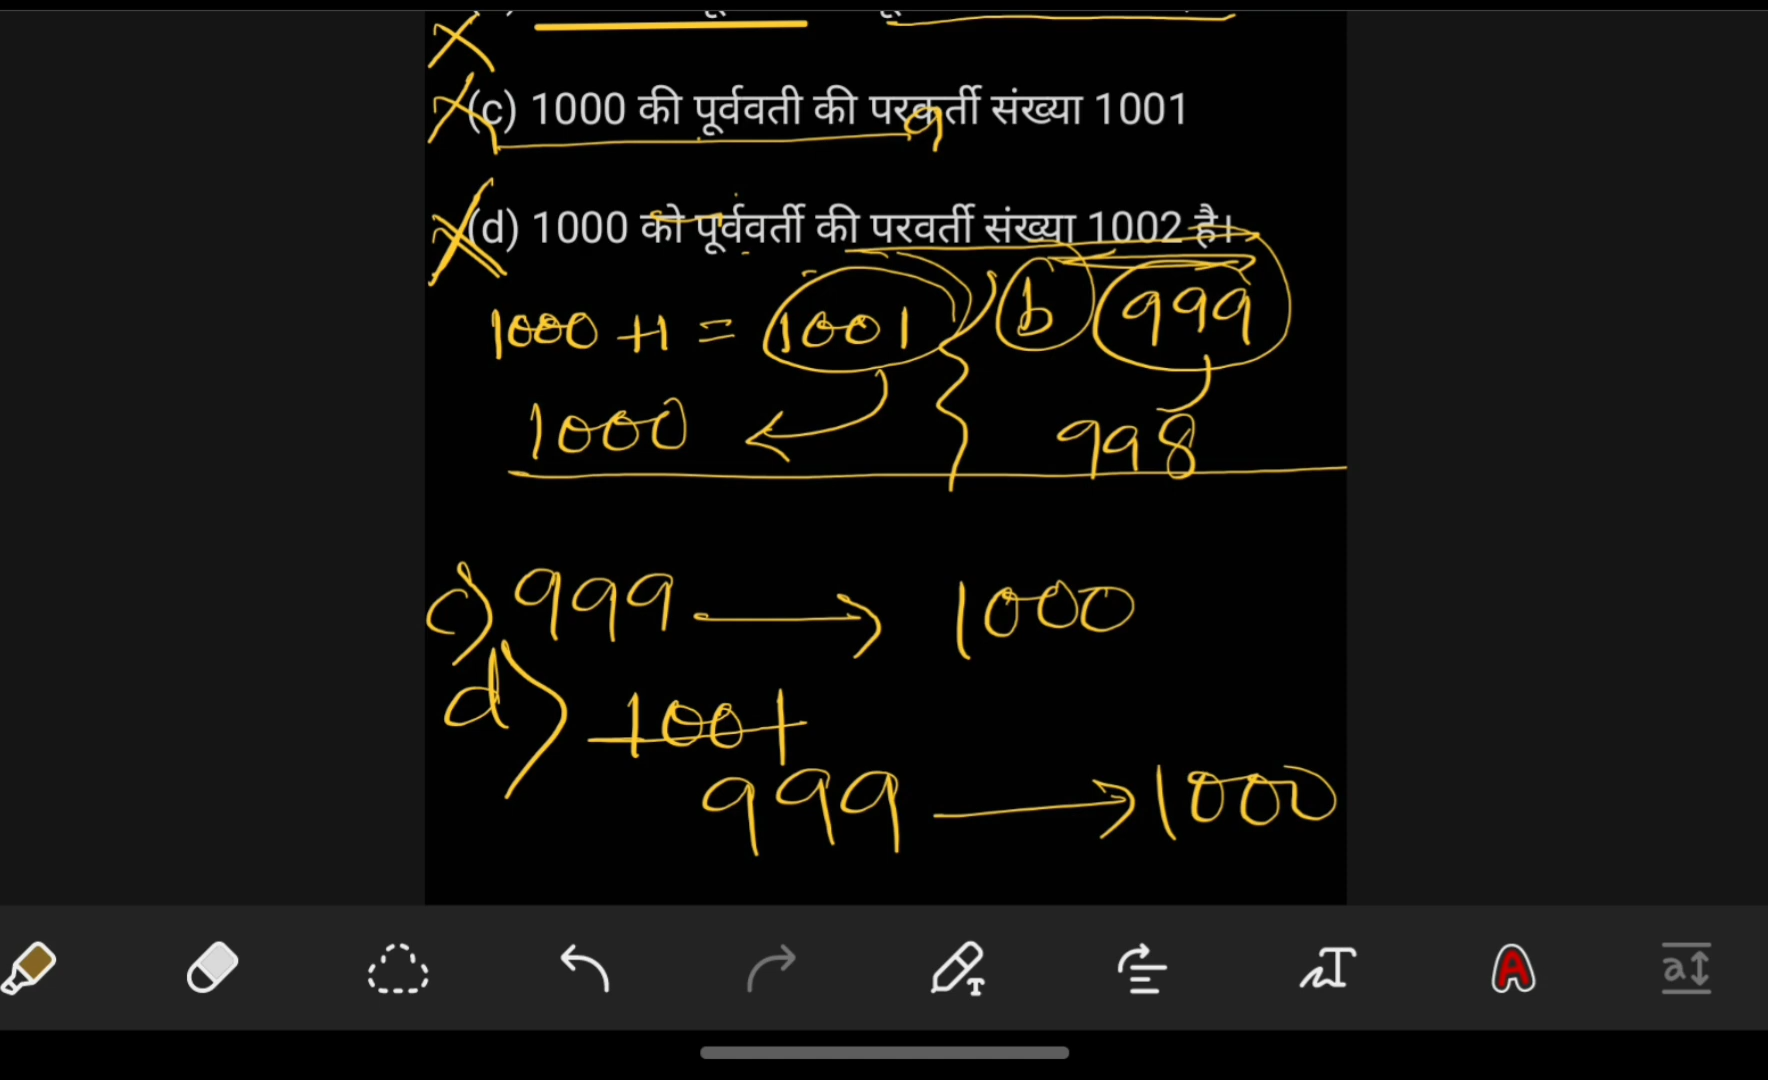 (c) 1000 की पूर्ववती की परवर्ती संख्या 1001
(d) 1000 को पूर्ववर्ती की परवर्ती संख्या 1002 है।
1000 +1 = 1001 b 999
1000 998
c) 999 → 1000
d) 1001
999 → 1000